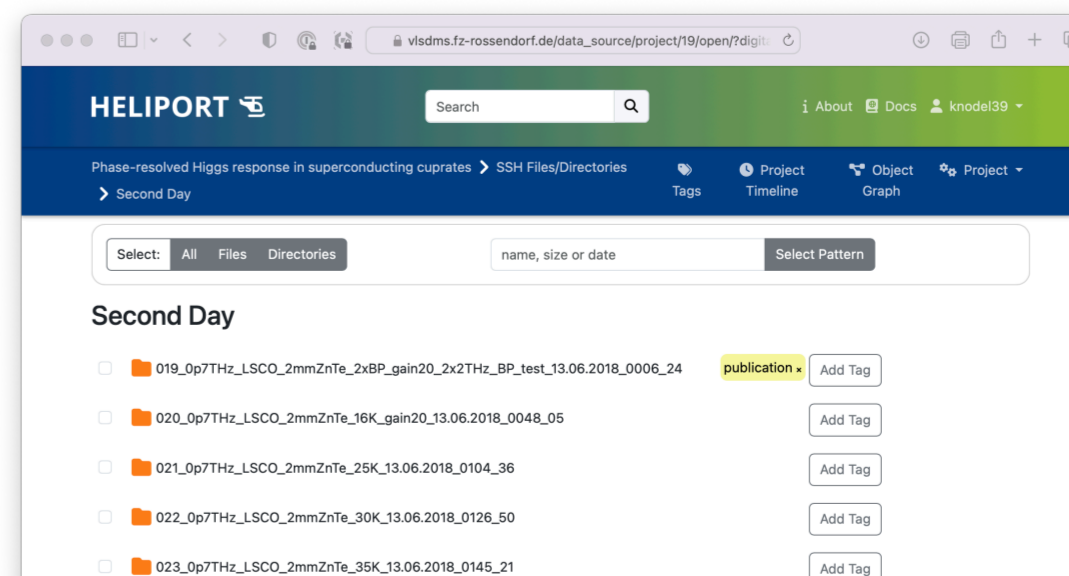 vlsdms.fz-rossendorf.de/data_source/project/19/open/?digit
HELIPORT
Search
About
Docs
knodel39
Phase-resolved Higgs response in superconducting cuprates
SSH Files/Directories
Second Day
Tags
Project Timeline
Object Graph
Project
Select: All Files Directories
name, size or date
Select Pattern
Second Day
019_0p7THz_LSCO_2mmZnTe_2xBP_gain20_2x2THz_BP_test_13.06.2018_0006_24 publication × Add Tag
020_0p7THz_LSCO_2mmZnTe_16K_gain20_13.06.2018_0048_05 Add Tag
021_0p7THz_LSCO_2mmZnTe_25K_13.06.2018_0104_36 Add Tag
022_0p7THz_LSCO_2mmZnTe_30K_13.06.2018_0126_50 Add Tag
023_0p7THz_LSCO_2mmZnTe_35K_13.06.2018_0145_21 Add Tag